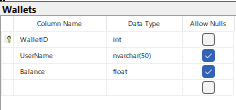 Wallets
Column Name Data Type Allow Nulls
WalletID int
UserName nvarchar(50)
Balance float